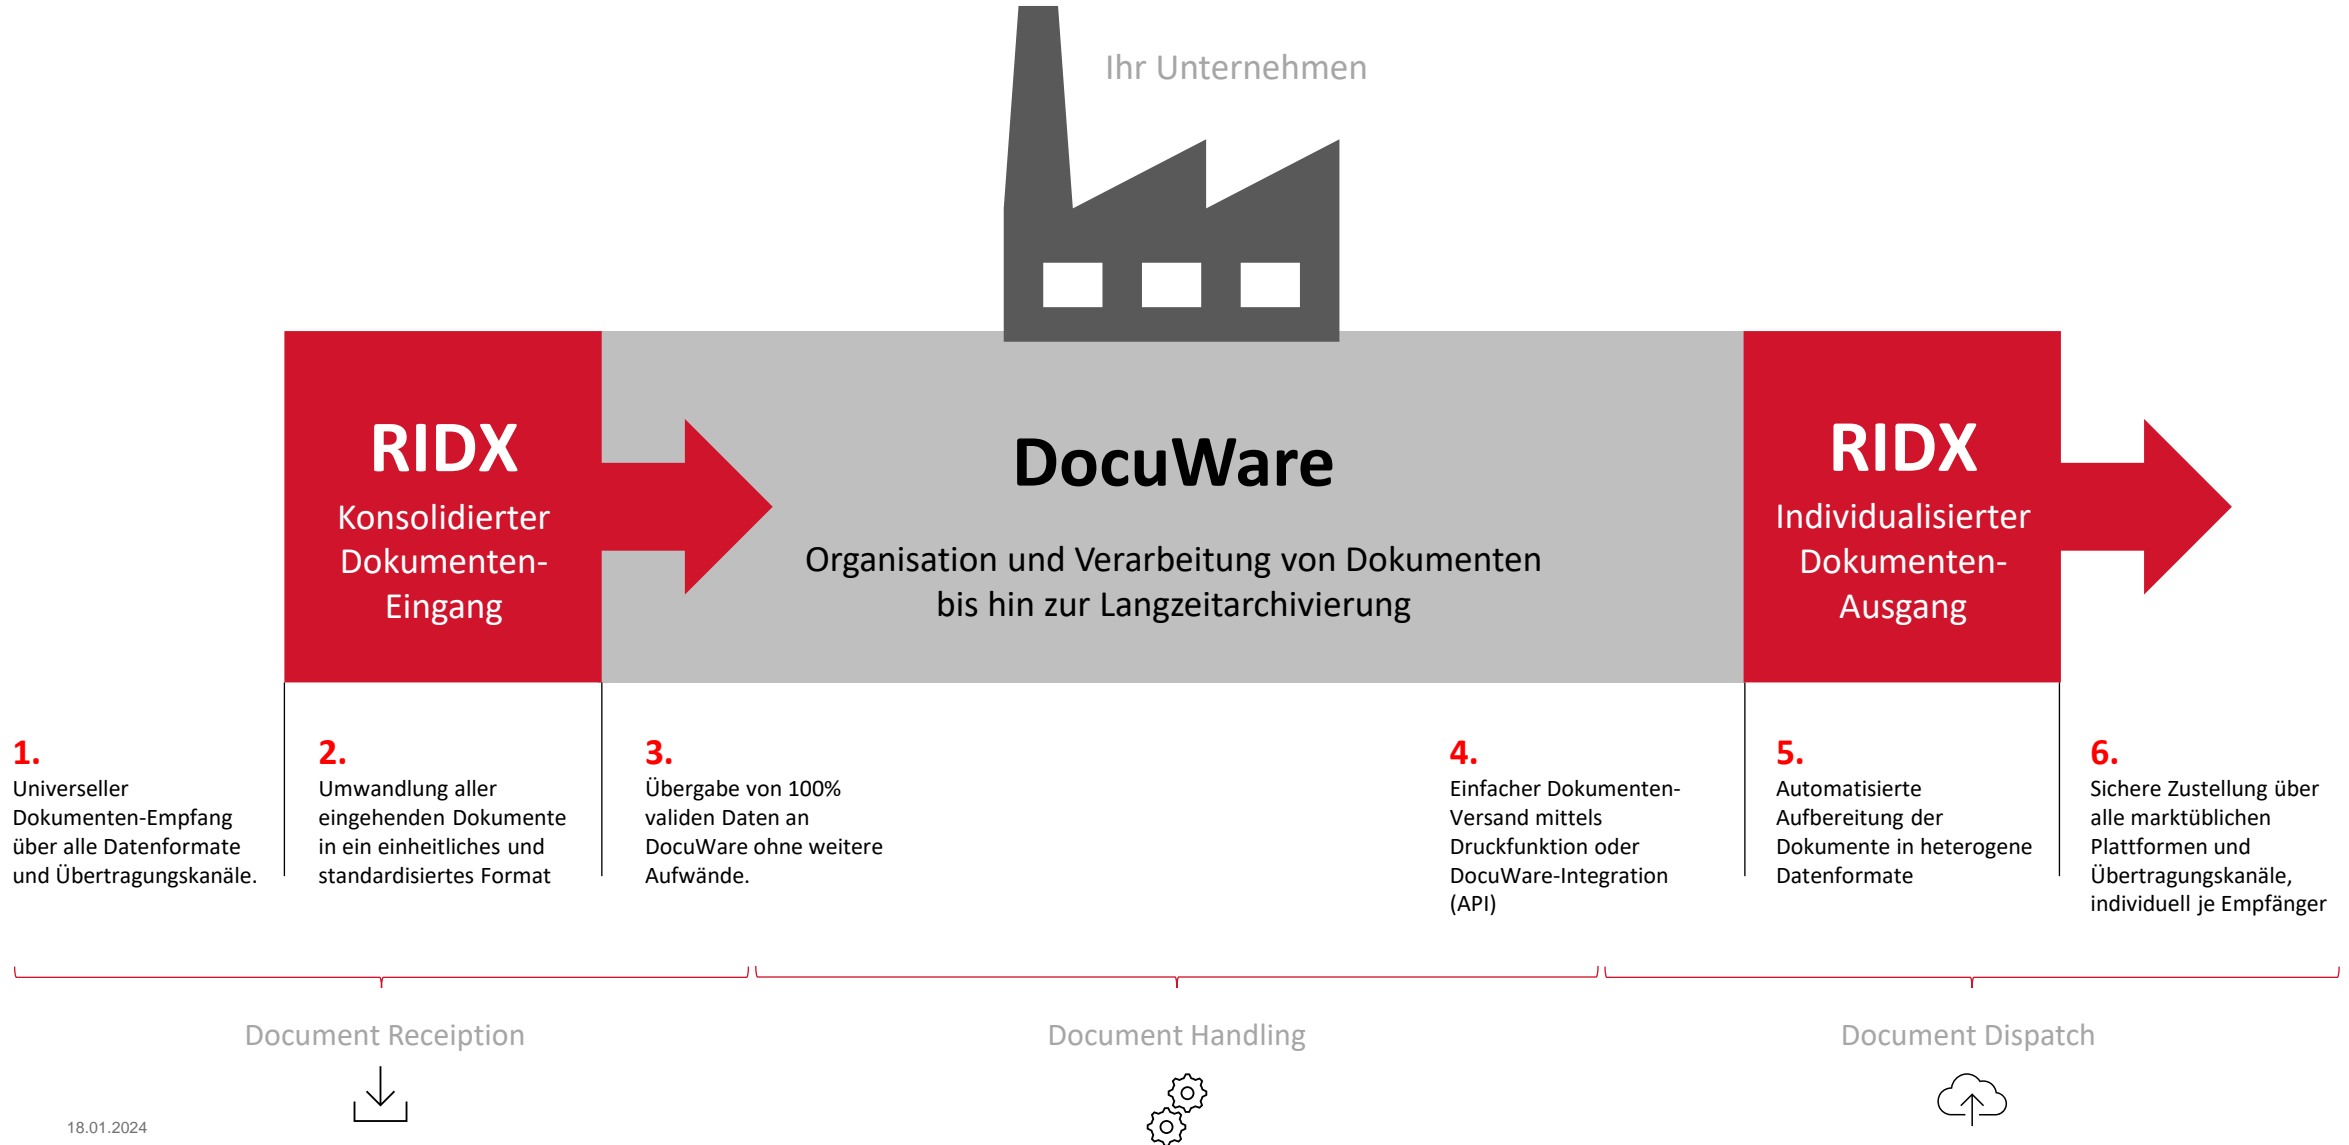 Ihr Unternehmen
RIDX
Konsolidierter
Dokumenten-
Eingang
DocuWare
Organisation und Verarbeitung von Dokumenten
bis hin zur Langzeitarchivierung
RIDX
Individualisierter
Dokumenten-
Ausgang
1.
Universeller
Dokumenten-Empfang
über alle Datenformate
und Übertragungskanäle.
2.
Umwandlung aller
eingehenden Dokumente
in ein einheitliches und
standardisiertes Format
3.
Übergabe von 100%
validen Daten an
DocuWare ohne weitere
Aufwände.
4.
Einfacher Dokumenten-
Versand mittels
Druckfunktion oder
DocuWare-Integration
(API)
5.
Automatisierte
Aufbereitung der
Dokumente in heterogene
Datenformate
6.
Sichere Zustellung über
alle marktüblichen
Plattformen und
Übertragungskanäle,
individuell je Empfänger
Document Receiption
Document Handling
Document Dispatch
18.01.2024